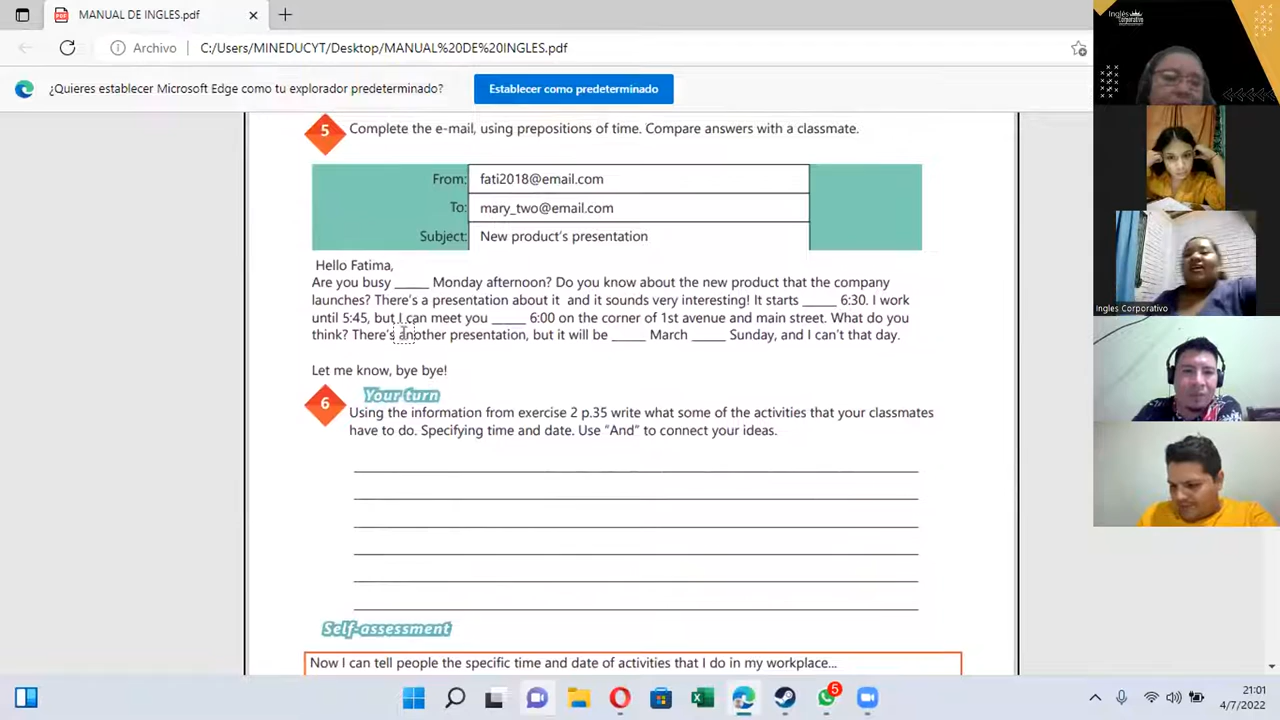 MANUAL DE INGLES.pdf
Archivo
C:/Users/MINEDUCYT/Desktop/MANUAL%20DE%20INGLES.pdf
¿Quieres establecer Microsoft Edge como tu explorador predeterminado?
Establecer como predeterminado
5 Complete the e-mail, using prepositions of time. Compare answers with a classmate.
From: fati2018@email.com
To: mary_two@email.com
Subject: New product's presentation
Hello Fatima,
Are you busy _____ Monday afternoon? Do you know about the new product that the company
launches? There's a presentation about it and it sounds very interesting! It starts _____ 6:30. I work
until 5:45, but I can see you _____ 6:00 on the corner of 1st avenue and main street. What do you
think? There's another presentation, but it will be _____ March _____ Sunday, and I can't that day.
Let me know, bye bye!
6 Your turn
Using the information from exercise 2 p.35 write what some of the activities that your classmates
have to do. Specifying time and date. Use “And” to connect your ideas.
Self-assessment
Now I can tell people the specific time and date of activities that I do in my workplace...
Inglés
Corporativo
Ingles Corporativo
5
21:01
4/7/2022